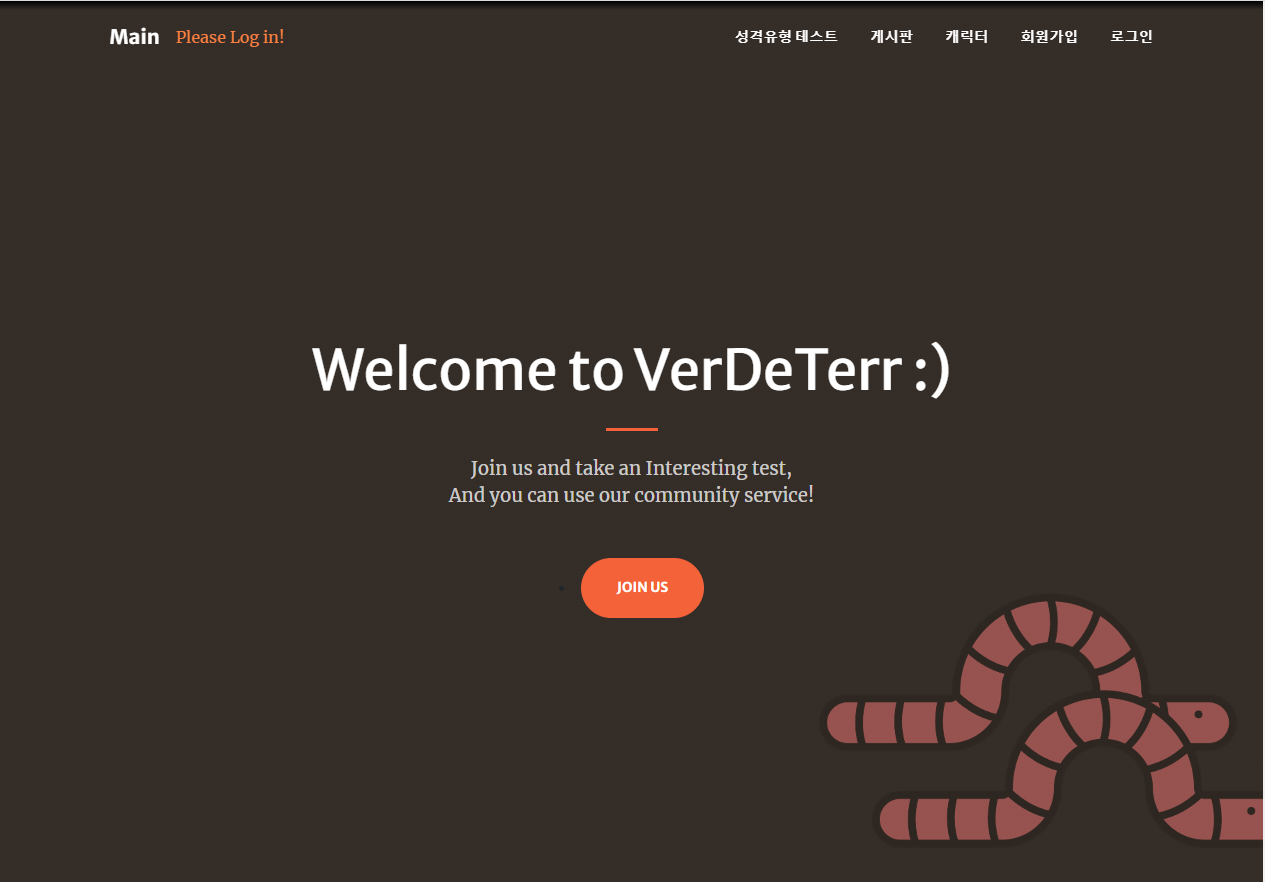 Main Please Log in! 성격유형 테스트 게시판 캐릭터 회원가입 로그인
Welcome to VerDeTerr :)
Join us and take an Interesting test,
And you can use our community service!
JOIN US